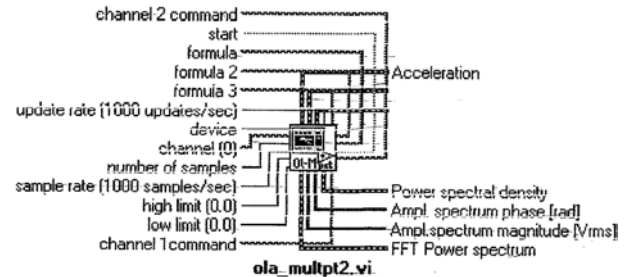 channel 2 command
start
formula
formula 2
Acceleration
formula 3
update rate (1000 updates/sec)
device
channel (0)
number of samples
sample rate (1000 samples/sec)
high limit (0.0)
low limit (0.0)
channel 1command
Ol-M
pst
Power spectral density
Ampl. spectrum phase [rad]
Ampl.spectrum magnitude [Vrms]
FFT Power spectrum
ola_multpt2.vi